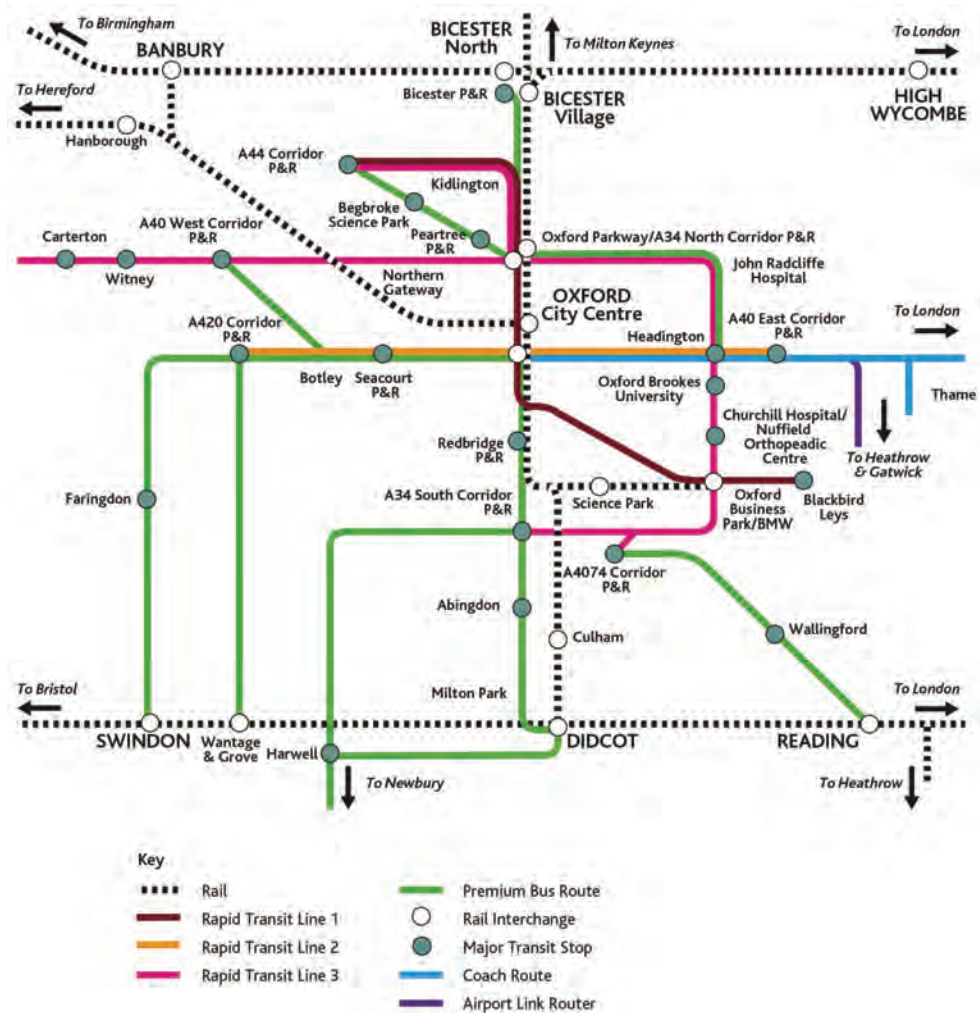 To Birmingham
BANBURY
BICESTER
North
To Milton Keynes
To London
Bicester P&R
BICESTER
Village
HIGH
WYCOMBE
To Hereford
Hanborough
A44 Corridor
P&R
Kidlington
Begbroke
Science Park
Peartree
P&R
Oxford Parkway/A34 North Corridor P&R
Carterton
A40 West Corridor
P&R
Witney
Northern
Gateway
John Radcliffe
Hospital
OXFORD
City Centre
To London
A420 Corridor
P&R
Headington
A40 East Corridor
P&R
Botley
Seacourt
P&R
Oxford Brookes
University
Thame
Churchill Hospital/
Nuffield
Orthopeadic
Centre
To Heathrow
& Gatwick
Redbridge
P&R
Faringdon
A34 South Corridor
P&R
Science Park
Oxford
Business
Park/BMW
Blackbird
Leys
A4074 Corridor
P&R
Abingdon
Culham
Wallingford
To Bristol
Milton Park
To London
SWINDON
Wantage
& Grove
Harwell
DIDCOT
READING
To Newbury
To Heathrow
Key
Rail
Rapid Transit Line 1
Rapid Transit Line 2
Rapid Transit Line 3
Premium Bus Route
Rail Interchange
Major Transit Stop
Coach Route
Airport Link Router